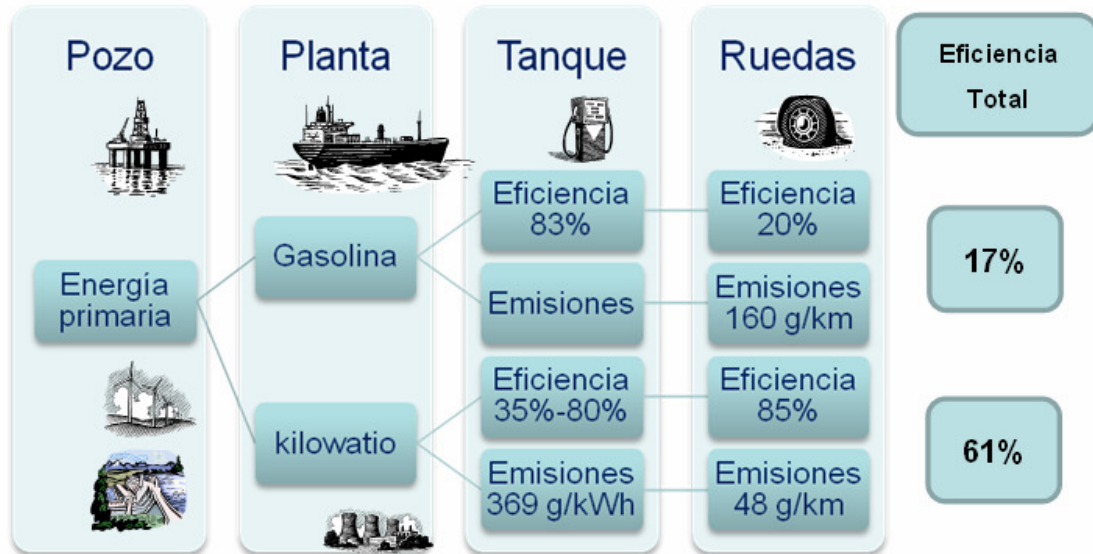 Pozo
Planta
Tanque
Ruedas
Eficiencia
Total
Energía
primaria
Gasolina
kilowatio
Eficiencia
83%
Emisiones
Eficiencia
35%-80%
Emisiones
369 g/kWh
Eficiencia
20%
Emisiones
160 g/km
Eficiencia
85%
Emisiones
48 g/km
17%
61%